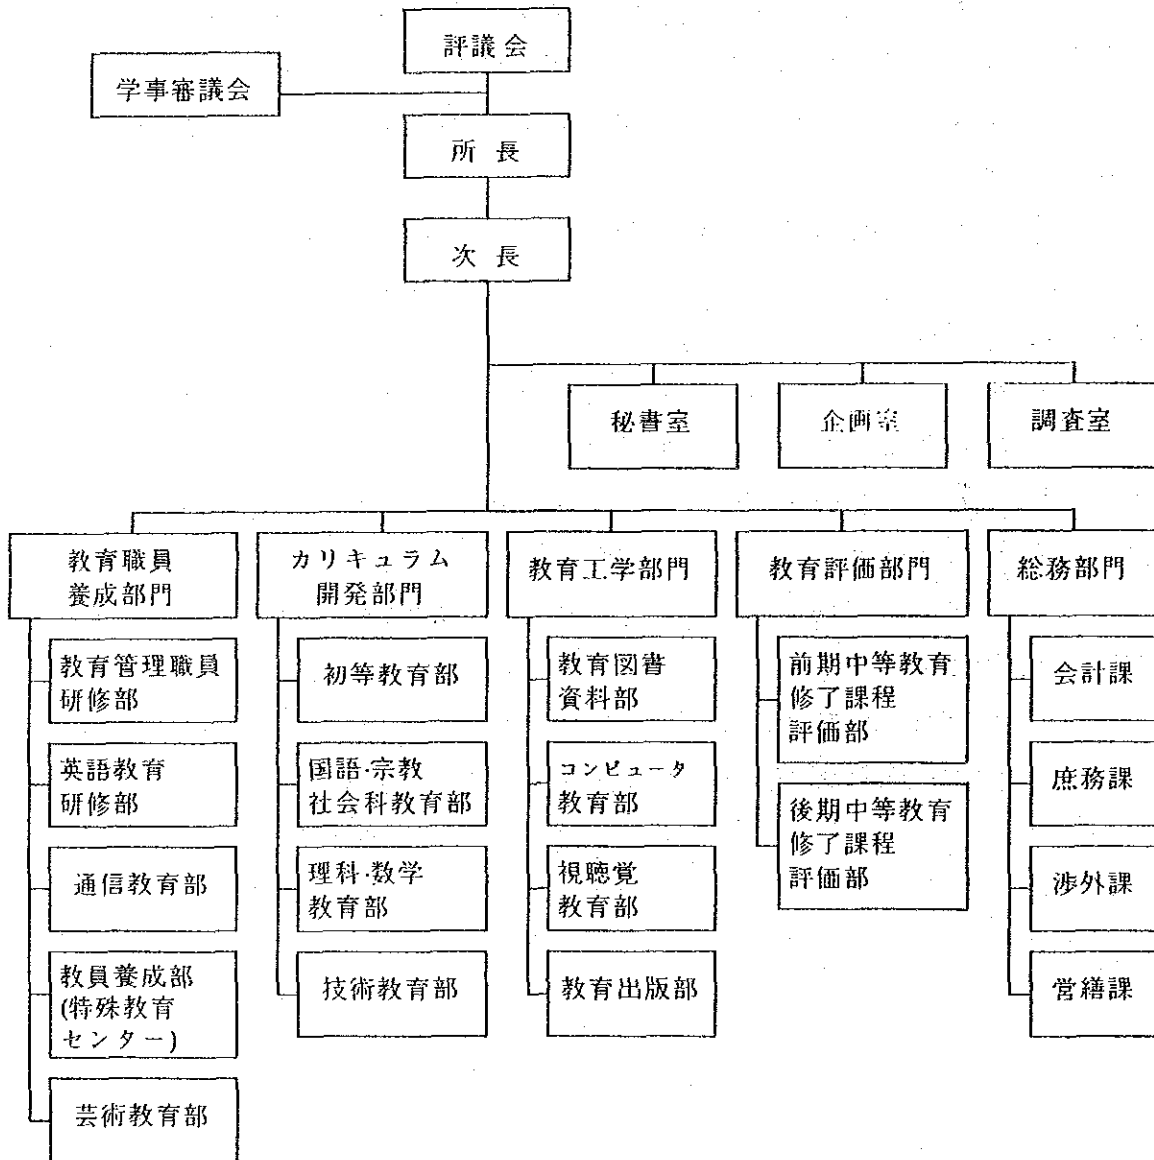 評議会
学事審議会
所長
次長
秘書室
企画室
調査室
教育職員
養成部門
カリキュラム
開発部門
教育工学部門
教育評価部門
総務部門
教育管理職員
研修部
英語教育
研修部
通信教育部
教員養成部
(特殊教育
センター)
芸術教育部
初等教育部
国語·宗教
社会科教育部
理科·数学
教育部
技術教育部
教育図書
資料部
コンピュータ
教育部
視聴覚
教育部
教育出版部
前期中等教育
修了課程
評価部
後期中等教育
修了課程
評価部
会計課
庶務課
渉外課
営繕課